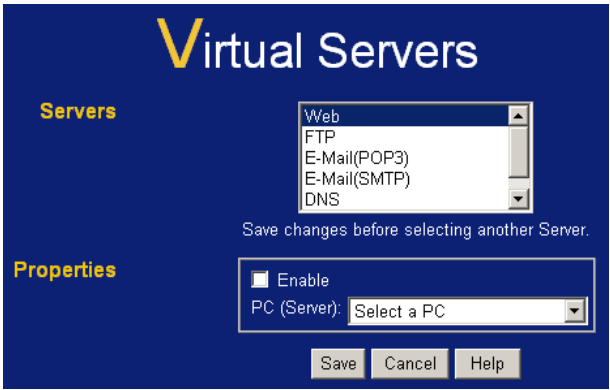 Virtual Servers
Servers
Web
FTP
E-Mail(POP3)
E-Mail(SMTP)
DNS
Save changes before selecting another Server.
Properties
Enable
PC (Server): Select a PC
Save Cancel Help